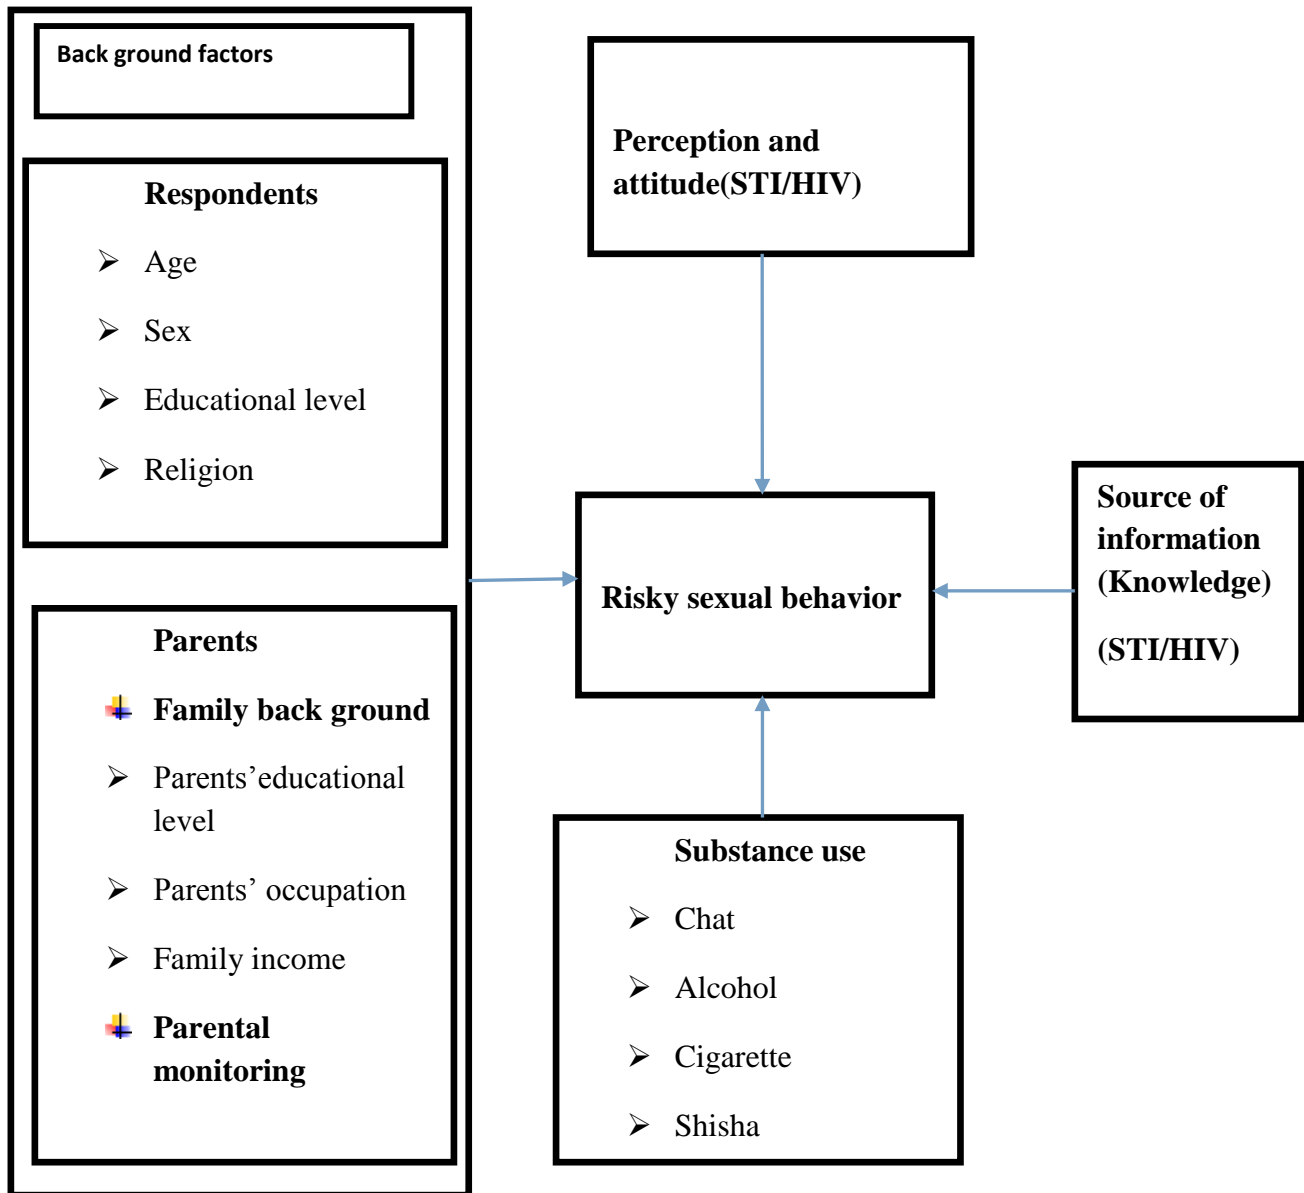 Back ground factors
Respondents
Age
Sex
Educational level
Religion
Parents
Family back ground
Parents’educational
level
Parents’ occupation
Family income
Parental
monitoring
Perception and
attitude(STI/HIV)
Risky sexual behavior
Source of
information
(Knowledge)
(STI/HIV)
Substance use
Chat
Alcohol
Cigarette
Shisha